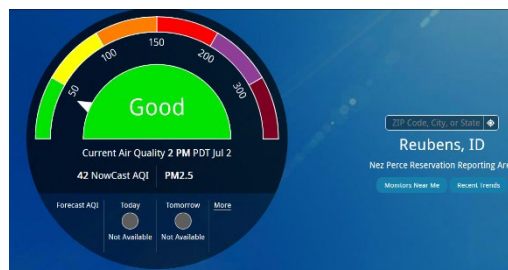 50
100
150
200
300
Good
Current Air Quality 2 PM PDT Jul 2
42 NowCast AQI PM2.5
Forecast AQI Today Tomorrow More
Not Available Not Available
ZIP Code, City, or State
Reubens, ID
Nez Perce Reservation Reporting Are
Monitors Near Me Recent Trends